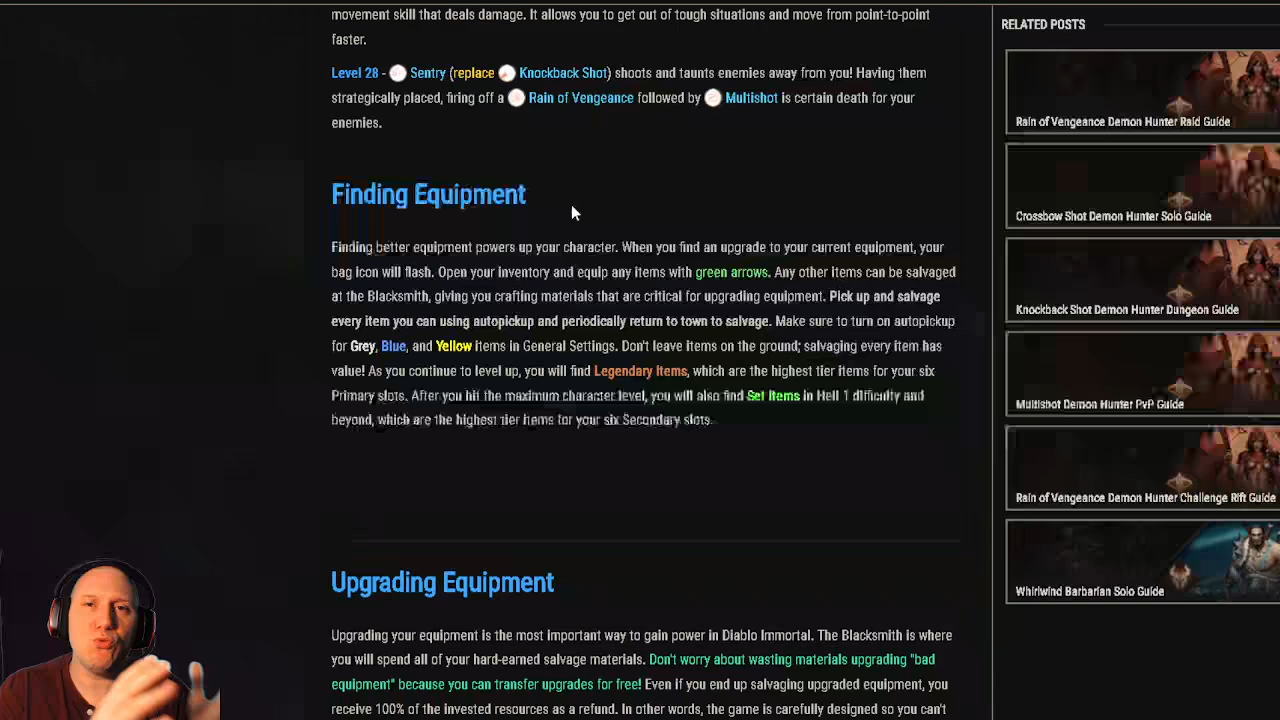 movement skill that deals damage. It allows you to get out of tough situations and move from point-to-point
faster.
Level 28 - Sentry (replace Knockback Shot) shoots and taunts enemies away from you! Having them
strategically placed, firing off a Rain of Vengeance followed by Multishot is certain death for your
enemies.
Finding Equipment
Finding better equipment powers up your character. When you find an upgrade to your current equipment, your
bag icon will flash. Open your inventory and equip any items with green arrows. Any other items can be salvaged
at the Blacksmith, giving you crafting materials that are critical for upgrading equipment. Pick up and salvage
every item you can using autopickup and periodically return to town to salvage. Make sure to turn on autopickup
for Grey, Blue, and Yellow items in General Settings. Don't leave items on the ground; salvaging every item has
value! As you continue to level up, you will find Legendary Items, which are the highest tier items for your six
Primary slots. After you hit the maximum character level, you will also find Set Items in Hell 1 difficulty and
beyond, which are the highest tier items for your six Secondary slots.
Upgrading Equipment
Upgrading your equipment is the most important way to gain power in Diablo Immortal. The Blacksmith is where
you will spend all of your hard-earned salvage materials. Don't worry about wasting materials upgrading "bad
equipment" because you can transfer upgrades for free! Even if you end up salvaging upgraded equipment, you
receive 100% of the invested resources as a refund. In other words, the game is carefully designed so you can't
RELATED POSTS
Rain of Vengeance Demon Hunter Raid Guide
Crossbow Shot Demon Hunter Solo Guide
Knockback Shot Demon Hunter Dungeon Guide
Multishot Demon Hunter PvP Guide
Rain of Vengeance Demon Hunter Challenge Rift Guide
Whirlwind Barbarian Solo Guide